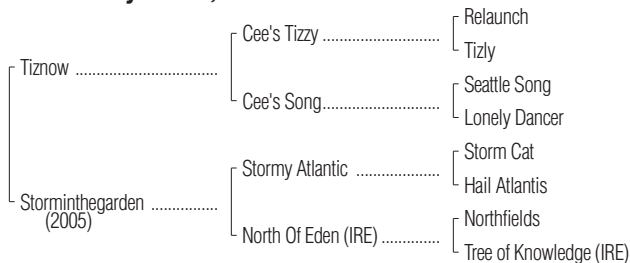 Relaunch
Cee's Tizzy ..............................
Tizly
Tiznow ....................................
Seattle Song
Cee's Song ..............................
Lonely Dancer
Storm Cat
Stormy Atlantic .....................
Hail Atlantis
Storminthegarden .................
(2005)
Northfields
North Of Eden (IRE) ...............
Tree of Knowledge (IRE)